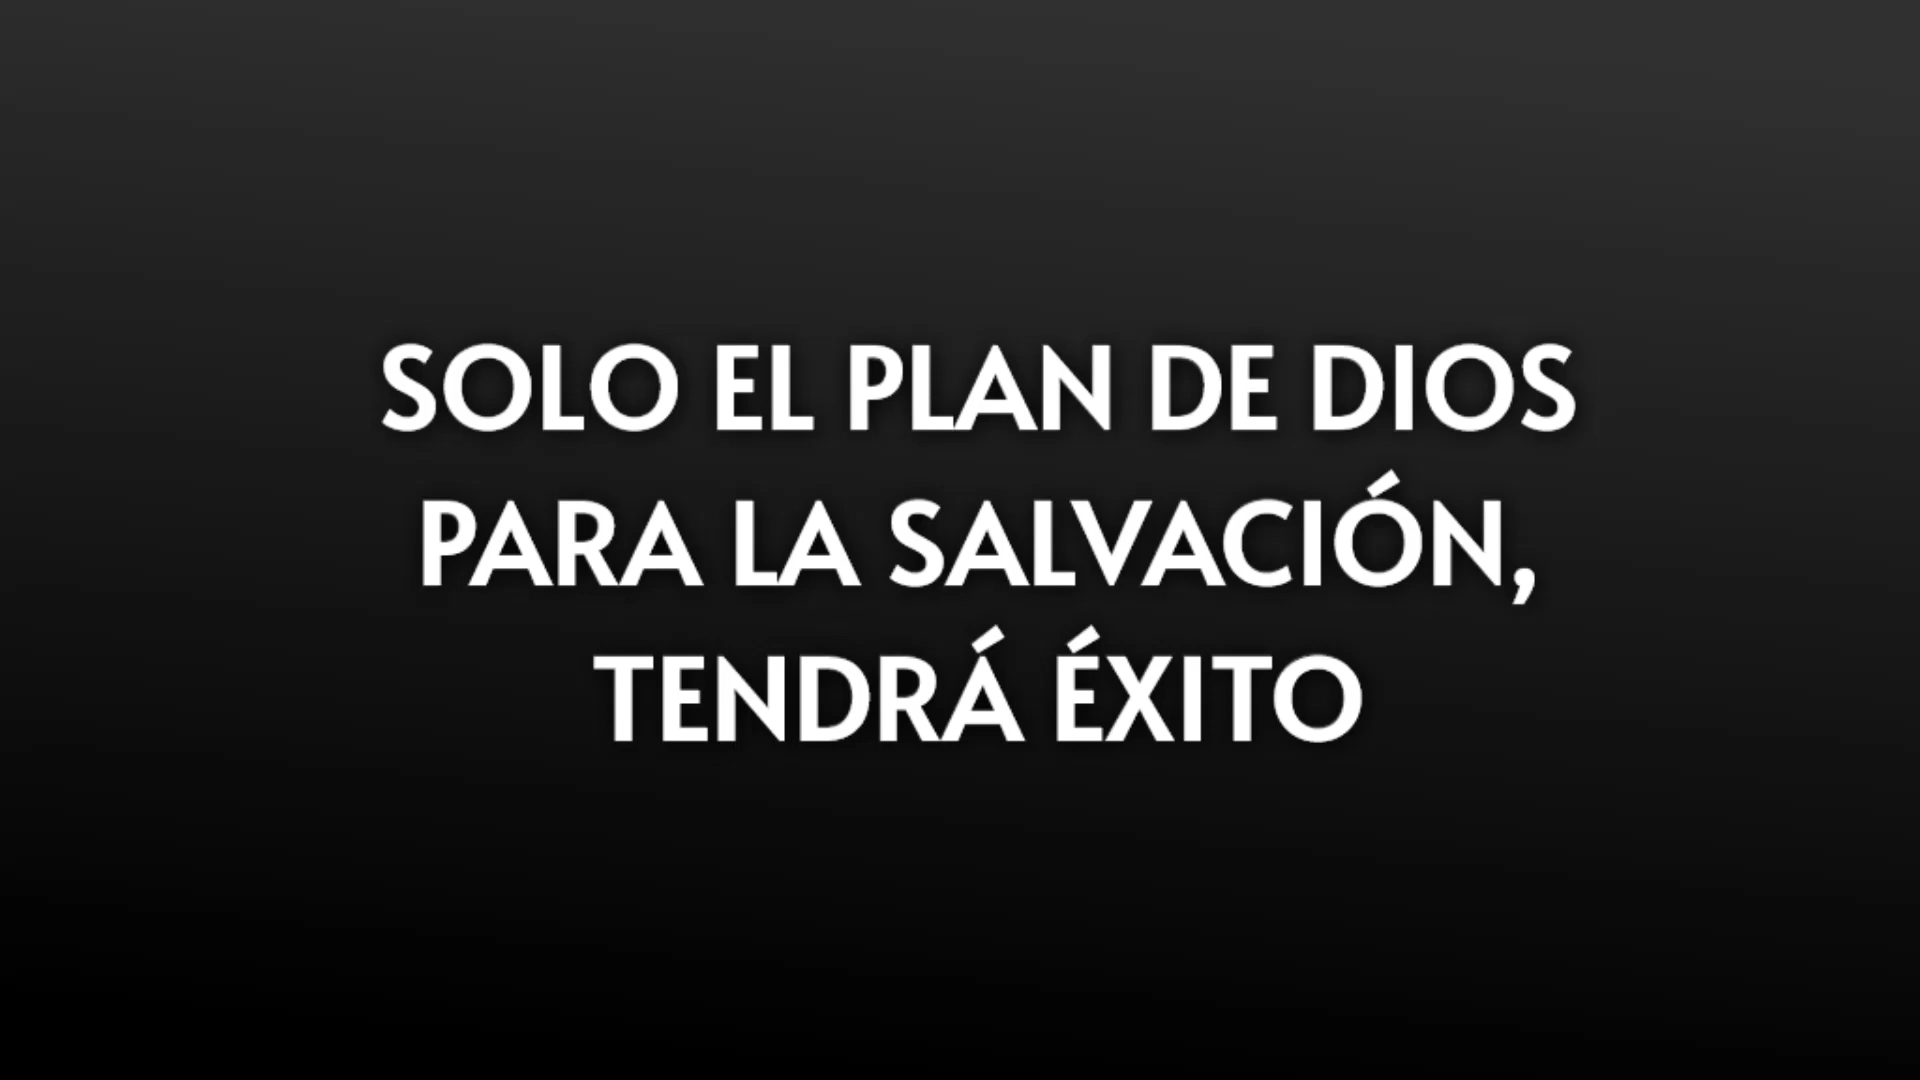 SOLO EL PLAN DE DIOS
PARA LA SALVACIÓN,
TENDRÁ ÉXITO